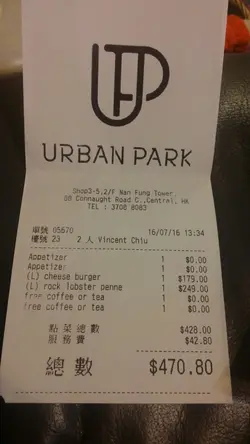 URBAN PARK
Shop3-5,2/F Nan Fung Tower,
88 Connaught Road C.,Central, HK
TEL : 3708 8083
單號 05670 16/07/16 13:34
檯號 23 2 人 Vincent Chiu
Appetizer 1 $0.00
Appetizer 1 $0.00
(L) cheese burger 1 $179.00
(L) rock lobster penne 1 $249.00
free coffee or tea 1 $0.00
free coffee or tea 1 $0.00
點菜總數 $428.00
服務費 $42.80
總數 $470.80